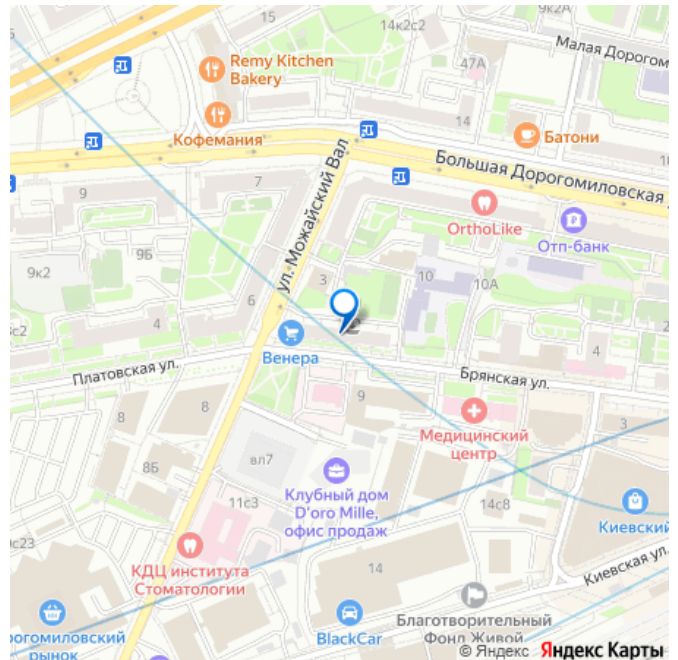 9к2А
14к2с2
Remy Kitchen
Bakery
47А
Малая Дорогом
Кофемания
14
Батони
Большая Дорогомиловская
9
7
ул. Можайский Вал
OrthoLike
Отп-банк
9Б
9к2
3
10
10А
6
4
Венера
4
Платовская ул.
Брянская ул.
8
8
9
3
Медицинский
центр
8Б
вл7
Клубный дом
D'oro Mille,
офис продаж
11с3
14с8
Киевский
КДЦ института
Стоматологии
14
Киевская ул.
рогомиловский
рынок
BlackCar
Благотворительный
Фонд Живой
© Яндекс Яндекс Карты